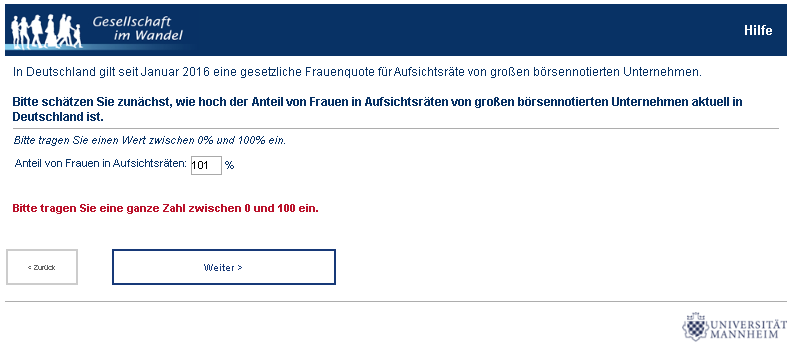 Gesellschaft
im Wandel
Hilfe
In Deutschland gilt seit Januar 2016 eine gesetzliche Frauenquote für Aufsichtsräte von großen börsennotierten Unternehmen.
Bitte schätzen Sie zunächst, wie hoch der Anteil von Frauen in Aufsichtsräten von großen börsennotierten Unternehmen aktuell in
Deutschland ist.
Bitte tragen Sie einen Wert zwischen 0% und 100% ein.
Anteil von Frauen in Aufsichtsräten: 101 %
Bitte tragen Sie eine ganze Zahl zwischen 0 und 100 ein.
< Zurück
Weiter >
UNIVERSITÄT
MANNHEIM